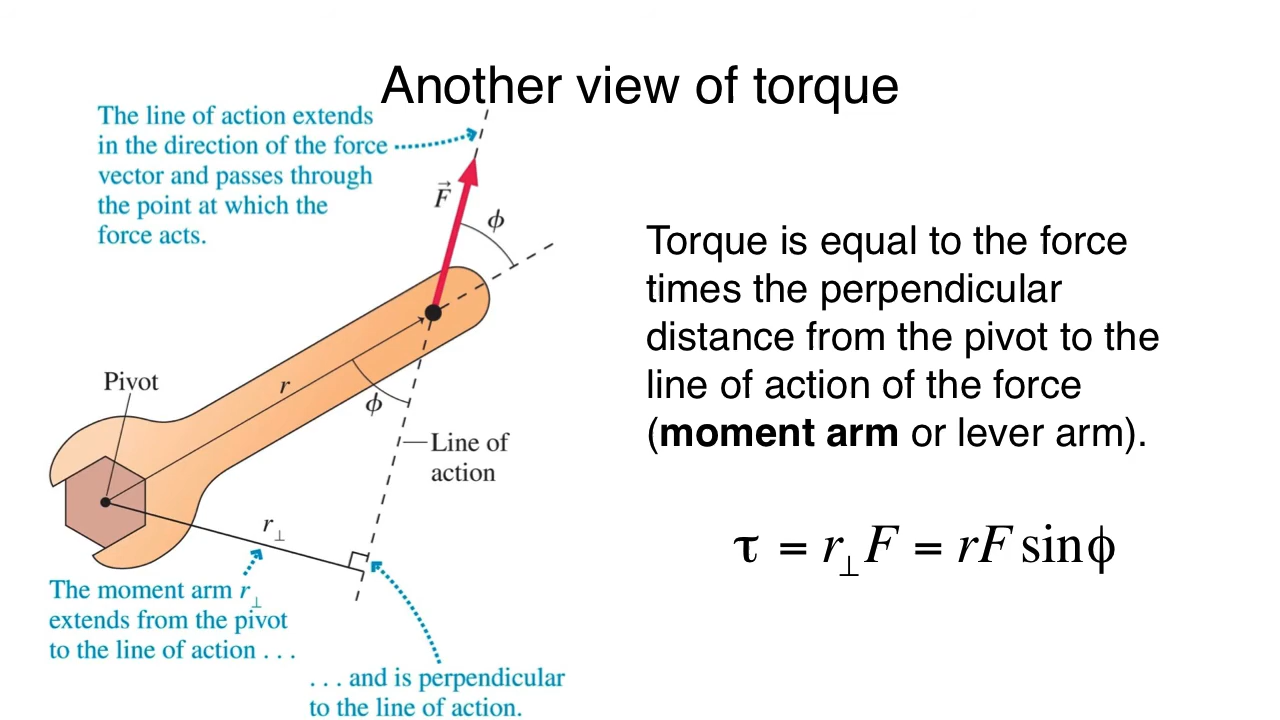 Another view of torque
The line of action extends
in the direction of the force
vector and passes through
the point at which the
force acts.
F⃗
ϕ
Torque is equal to the force
times the perpendicular
distance from the pivot to the
line of action of the force
(moment arm or lever arm).
Pivot
r
ϕ
Line of
action
r⊥
τ = r⊥F = rF sinϕ
The moment arm r⊥
extends from the pivot
to the line of action . . .
. . . and is perpendicular
to the line of action.